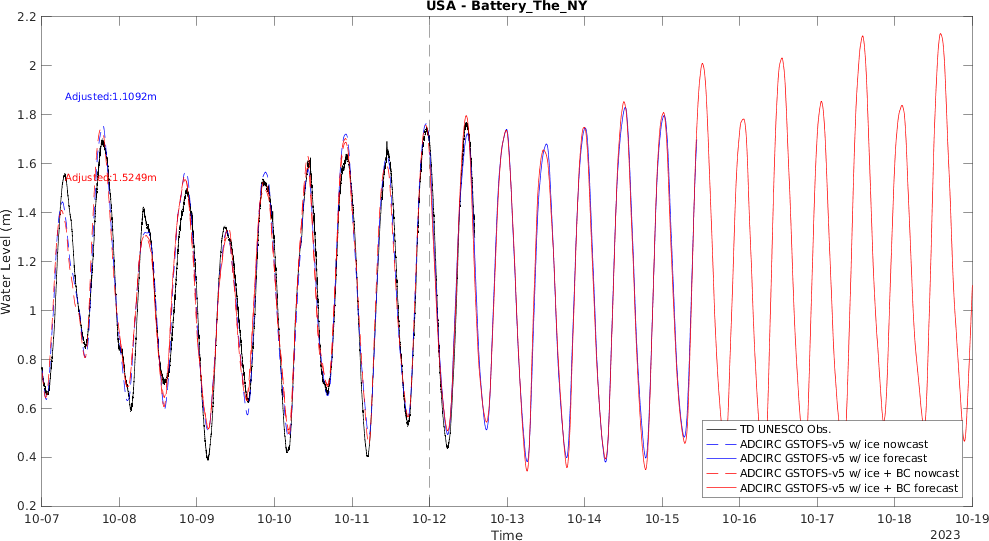 USA - Battery_The_NY
2.2
2
1.8
1.6
1.4
1.2
1
0.8
0.6
0.4
0.2
Water Level (m)
Adjusted:1.1092m
Adjusted:1.5249m
TD UNESCO Obs.
ADCIRC GSTOFS-v5 w/ ice nowcast
ADCIRC GSTOFS-v5 w/ ice forecast
ADCIRC GSTOFS-v5 w/ ice + BC nowcast
ADCIRC GSTOFS-v5 w/ ice + BC forecast
10-07 10-08 10-09 10-10 10-11 10-12 10-13 10-14 10-15 10-16 10-17 10-18 10-19
Time
2023